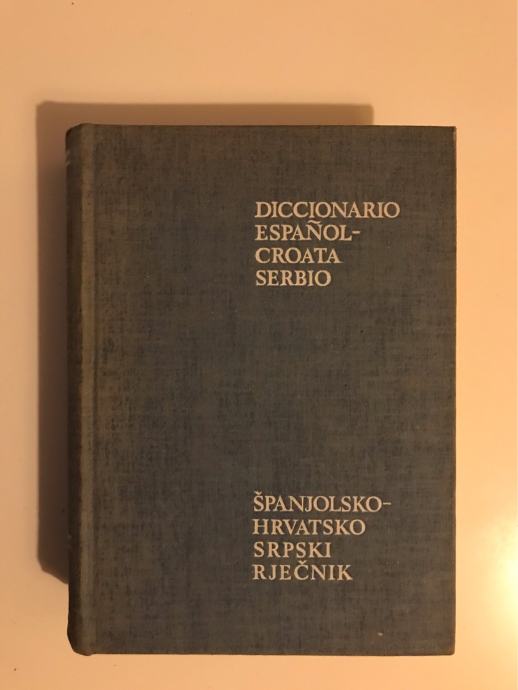 DICCIONARIO
ESPAÑOL-
CROATA
SERBIO
ŠPANJOLSKO-
HRVATSKO
SRPSKI
RJEČNIK